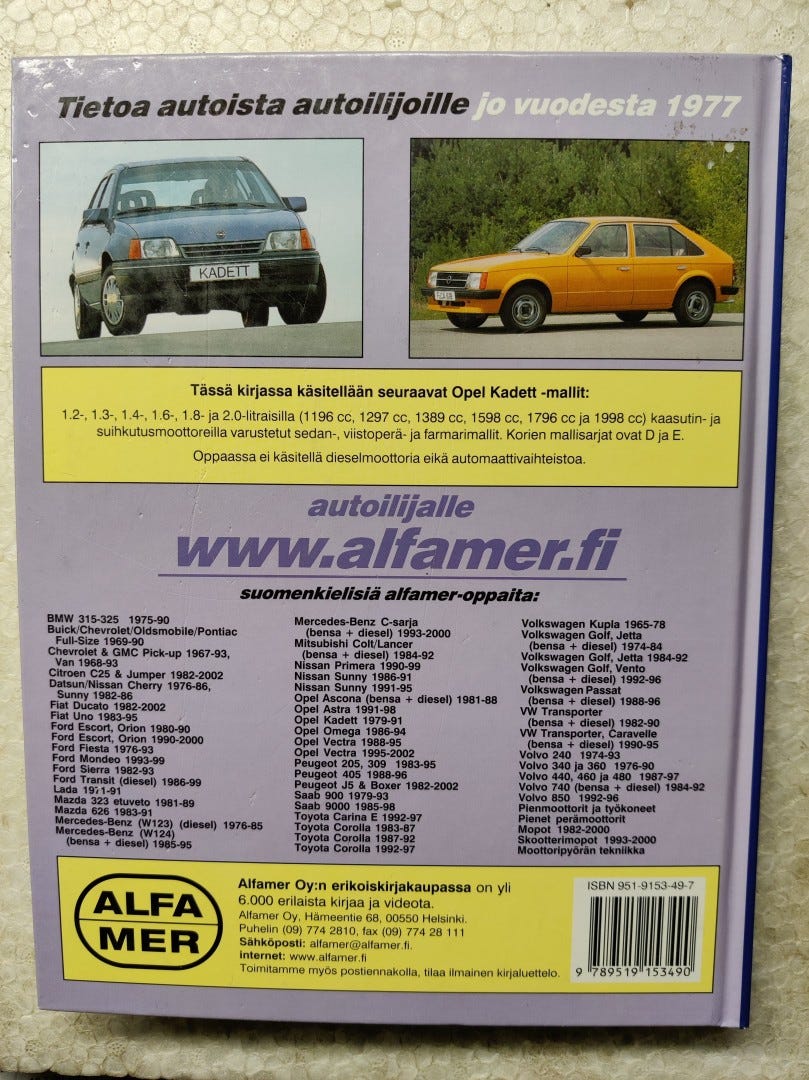 Tietoa autoista autoilijoille jo vuodesta 1977
KADETT
Tässä kirjassa käsitellään seuraavat Opel Kadett -mallit:
1.2-, 1.3-, 1.4-, 1.6-, 1.8- ja 2.0-litraisilla (1196 cc, 1297 cc, 1389 cc, 1598 cc, 1796 cc ja 1998 cc) kaasutin- ja
suihkutusmoottoreilla varustetut sedan-, viistoperä- ja farmarimallit. Korien mallisarjat ovat D ja E.
Oppaassa ei käsitellä dieselmoottoria eikä automaattivaihteistoa.
autoilijalle
www.alfamer.fi
suomenkielisiä alfamer-oppaita:
BMW 315-325 1975-90
Buick/Chevrolet/Oldsmobile/Pontiac
Full-Size 1969-90
Chevrolet & GMC Pick-up 1967-93,
Van 1968-93
Citroen C25 & Jumper 1982-2002
Datsun/Nissan Cherry 1976-86,
Sunny 1982-86
Fiat Ducato 1982-2002
Fiat Uno 1983-95
Ford Escort, Orion 1980-90
Ford Escort, Orion 1990-2000
Ford Fiesta 1976-93
Ford Mondeo 1993-99
Ford Sierra 1982-93
Ford Transit (diesel) 1986-99
Lada 1971-91
Mazda 323 etuveto 1981-89
Mazda 626 1983-91
Mercedes-Benz (W123) (diesel) 1976-85
Mercedes-Benz (W124)
(bensa + diesel) 1985-95
Mercedes-Benz C-sarja
(bensa + diesel) 1993-2000
Mitsubishi Colt/Lancer
(bensa + diesel) 1984-92
Nissan Primera 1990-99
Nissan Sunny 1986-91
Nissan Sunny 1991-95
Opel Ascona (bensa + diesel) 1981-88
Opel Astra 1991-98
Opel Kadett 1979-91
Opel Omega 1986-94
Opel Vectra 1988-95
Opel Vectra 1995-2002
Peugeot 205, 309 1983-95
Peugeot 405 1988-96
Peugeot J5 & Boxer 1982-2002
Saab 900 1979-93
Saab 9000 1985-98
Toyota Carina E 1992-97
Toyota Corolla 1983-87
Toyota Corolla 1987-92
Toyota Corolla 1992-97
Volkswagen Kupla 1965-78
Volkswagen Golf, Jetta
(bensa + diesel) 1974-84
Volkswagen Golf, Jetta 1984-92
Volkswagen Golf, Vento
(bensa + diesel) 1992-96
Volkswagen Passat
(bensa + diesel) 1988-96
VW Transporter
(bensa + diesel) 1982-90
VW Transporter, Caravelle
(bensa + diesel) 1990-95
Volvo 240 1974-93
Volvo 340 ja 360 1976-90
Volvo 440, 460 ja 480 1987-97
Volvo 740 (bensa + diesel) 1984-92
Volvo 850 1992-96
Pienmoottorit ja työkoneet
Pienet perämoottorit
Mopot 1982-2000
Skootterimopot 1993-2000
Moottoripyörän tekniikka
ALFA
MER
Alfamer Oy:n erikoiskirjakaupassa on yli
6.000 erilaista kirjaa ja videota.
Alfamer Oy, Hämeentie 68, 00550 Helsinki.
Puhelin (09) 774 2810, fax (09) 774 28 111
Sähköposti: alfamer@alfamer.fi.
internet: www.alfamer.fi
Toimitamme myös postiennakolla, tilaa ilmainen kirjaluettelo.
ISBN 951-9153-49-7
9 789519 153490